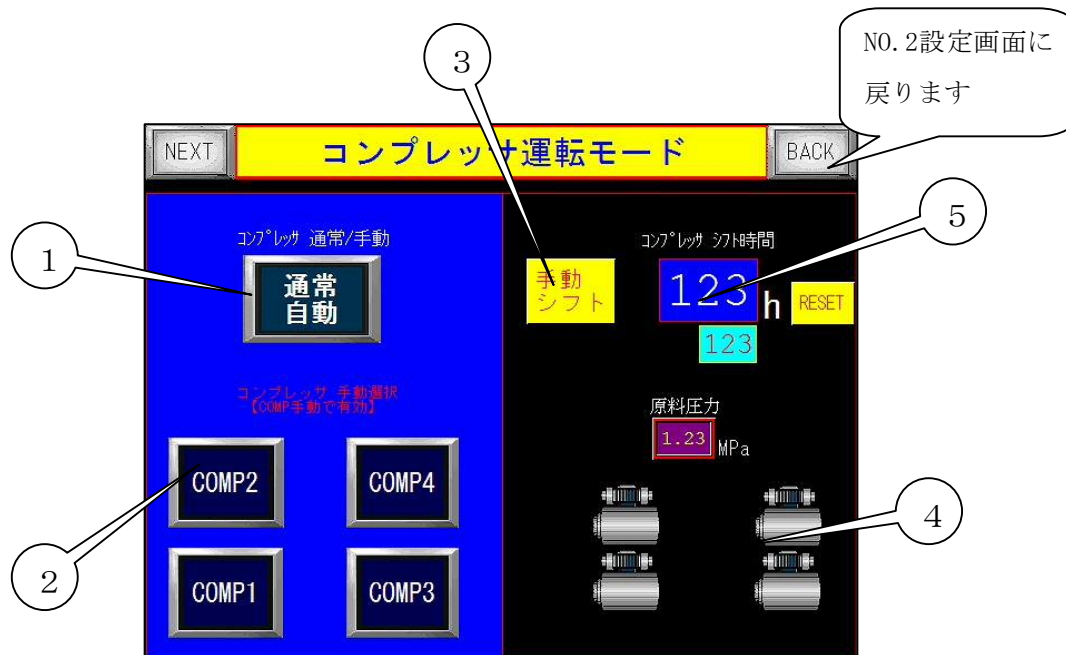 NO.2設定画面に
戻ります
3
NEXT
コンプレッサ運転モード
BACK
1
コンプレッサ 通常/手動
通常
自動
手動
シフト
コンプレッサ シフト時間
5
123
h
RESET
123
コンプレッサ 手動選択
【COMP手動で有効】
原料圧力
1.23
MPa
COMP2
COMP4
4
2
COMP1
COMP3